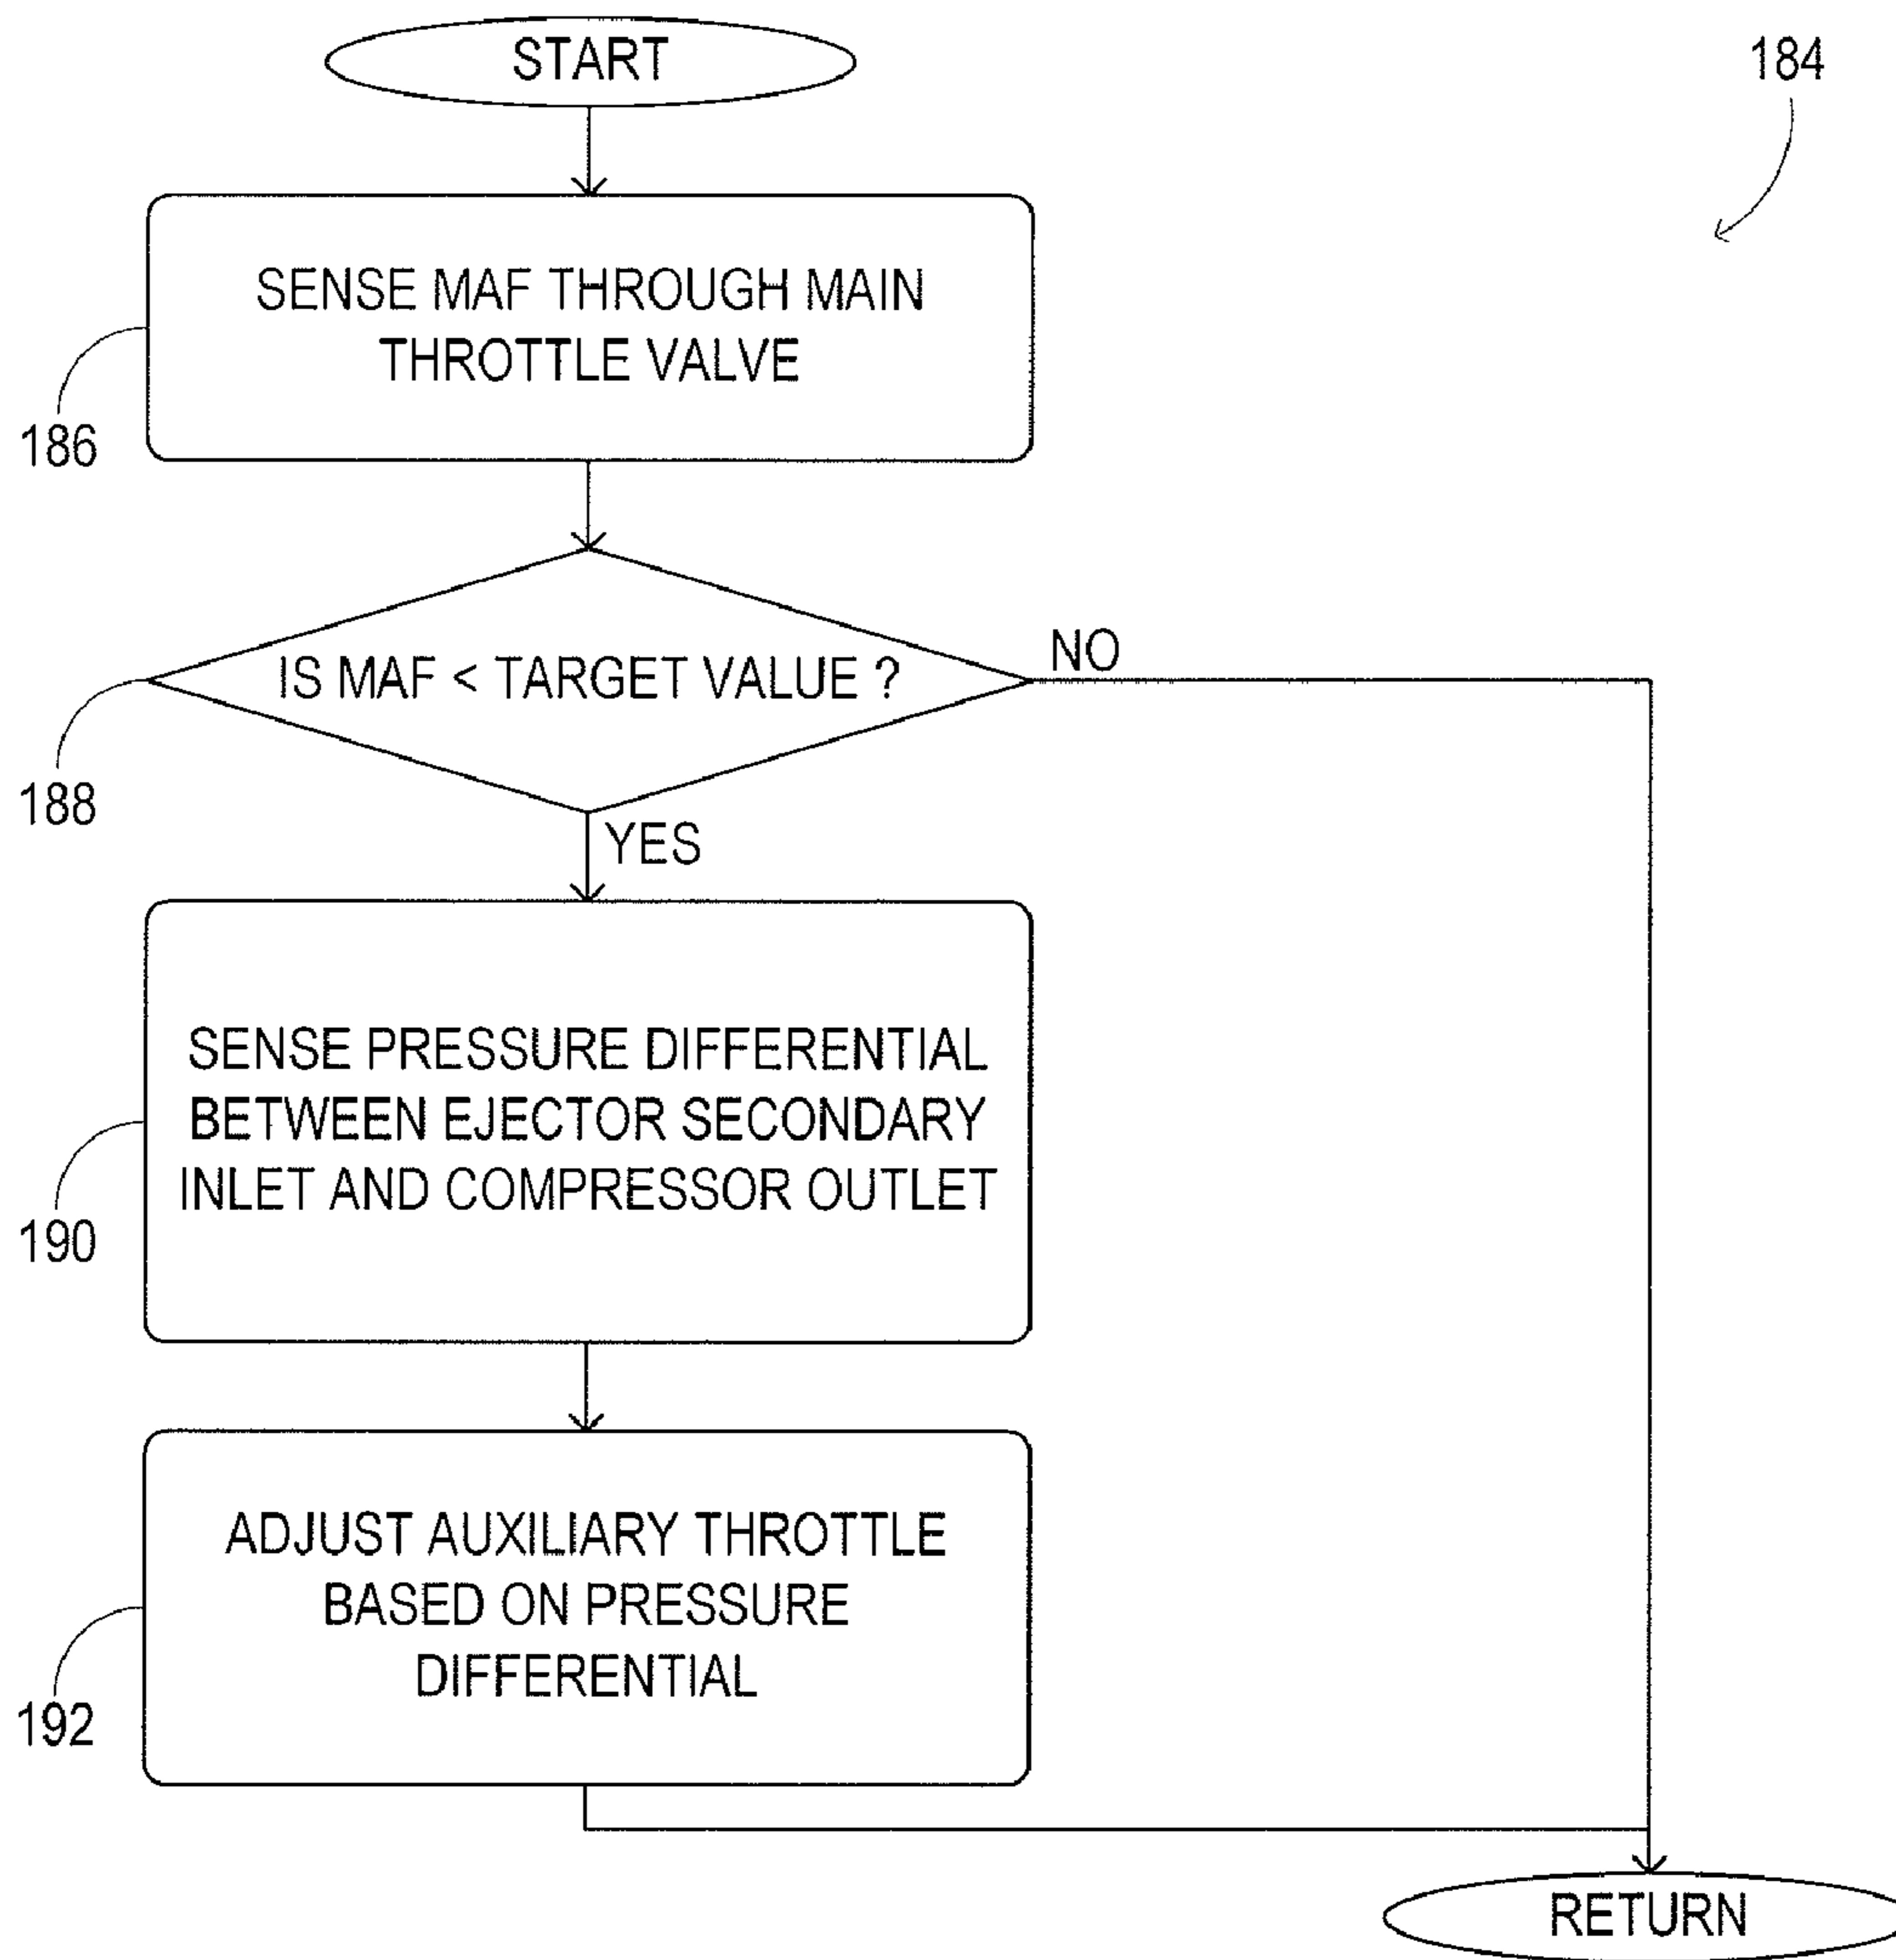 START
184
SENSE MAF THROUGH MAIN
THROTTLE VALVE
186
IS MAF < TARGET VALUE ?
NO
188
YES
SENSE PRESSURE DIFFERENTIAL
BETWEEN EJECTOR SECONDARY
INLET AND COMPRESSOR OUTLET
190
ADJUST AUXILIARY THROTTLE
BASED ON PRESSURE
DIFFERENTIAL
192
RETURN